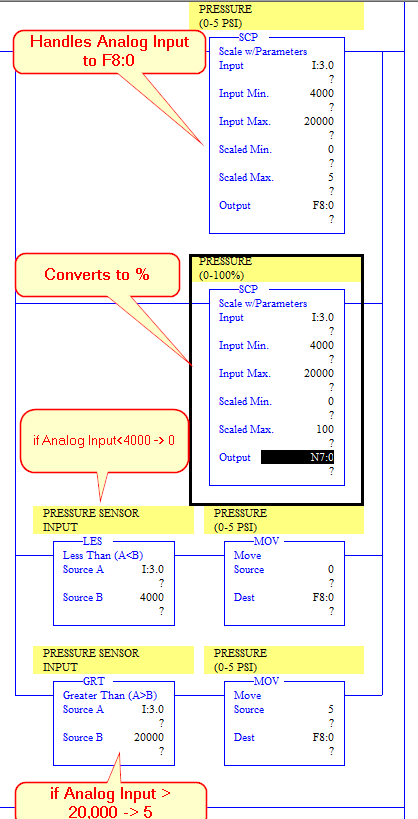 PRESSURE
(0-5 PSI)
Handles Analog Input
to F8:0
SCP
Scale w/Parameters
Input I:3.0
?
Input Min. 4000
?
Input Max. 20000
?
Scaled Min. 0
?
Scaled Max. 5
?
Output F8:0
?
Converts to %
PRESSURE
(0-100%)
SCP
Scale w/Parameters
Input I:3.0
?
Input Min. 4000
?
Input Max. 20000
?
Scaled Min. 0
?
Scaled Max. 100
?
Output N7:0
?
if Analog Input<4000 -> 0
PRESSURE SENSOR
INPUT
LES
Less Than (A<B)
Source A I:3.0
?
Source B 4000
?
PRESSURE
(0-5 PSI)
MOV
Move
Source 0
?
Dest F8:0
?
PRESSURE SENSOR
INPUT
GRT
Greater Than (A>B)
Source A I:3.0
?
Source B 20000
?
PRESSURE
(0-5 PSI)
MOV
Move
Source 5
?
Dest F8:0
?
if Analog Input >
20,000 -> 5